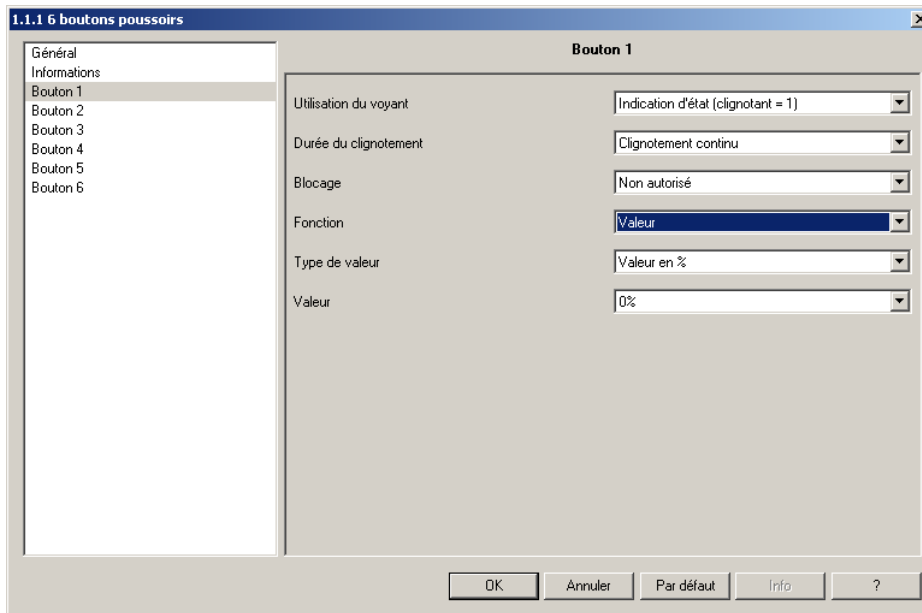 1.1.1 6 boutons poussoirs
Général
Informations
Bouton 1
Bouton 2
Bouton 3
Bouton 4
Bouton 5
Bouton 6
Bouton 1
Utilisation du voyant Indication d'état (clignotant = 1)
Durée du clignotement Clignotement continu
Blocage Non autorisé
Fonction Valeur
Type de valeur Valeur en %
Valeur 0%
OK Annuler Par défaut Info ?